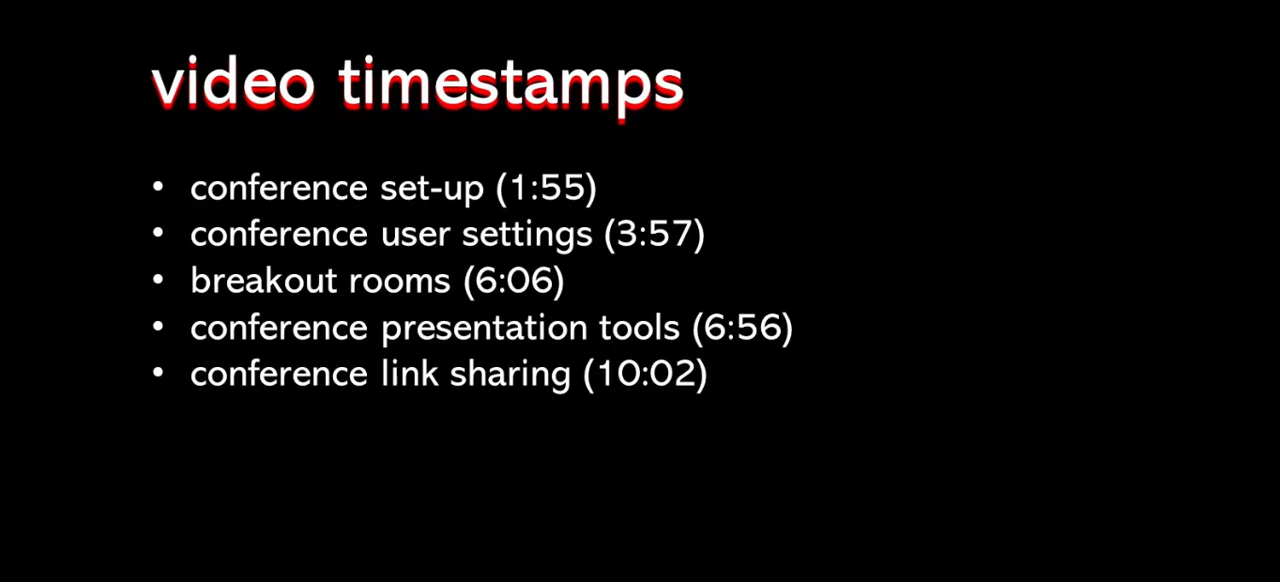 video timestamps
• conference set-up (1:55)
• conference user settings (3:57)
• breakout rooms (6:06)
• conference presentation tools (6:56)
• conference link sharing (10:02)